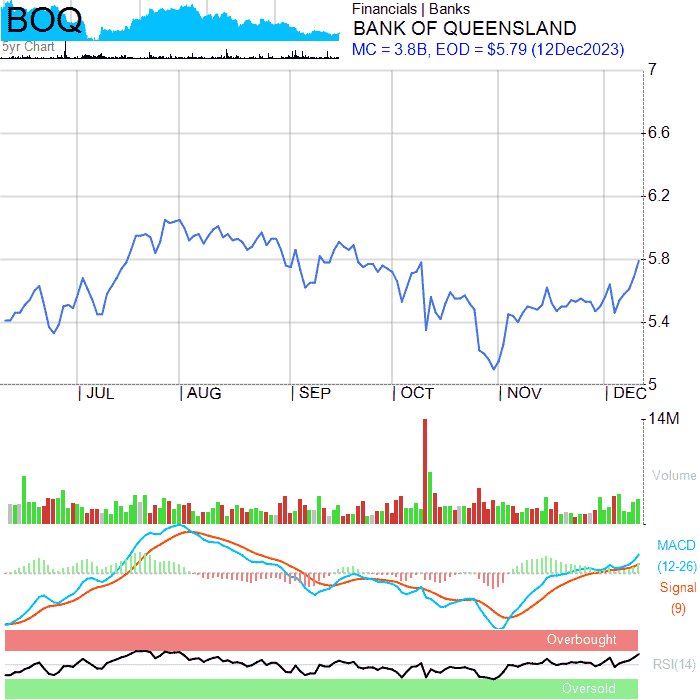 BOQ
5yr Chart
Financials | Banks
BANK OF QUEENSLAND
MC = 3.8B, EOD = $5.79 (12Dec2023)
7
6.6
6.2
5.8
5.4
5
JUL AUG SEP OCT NOV DEC
14M
Volume
MACD
(12-26)
Signal
(9)
Overbought
RSI(14)
Oversold